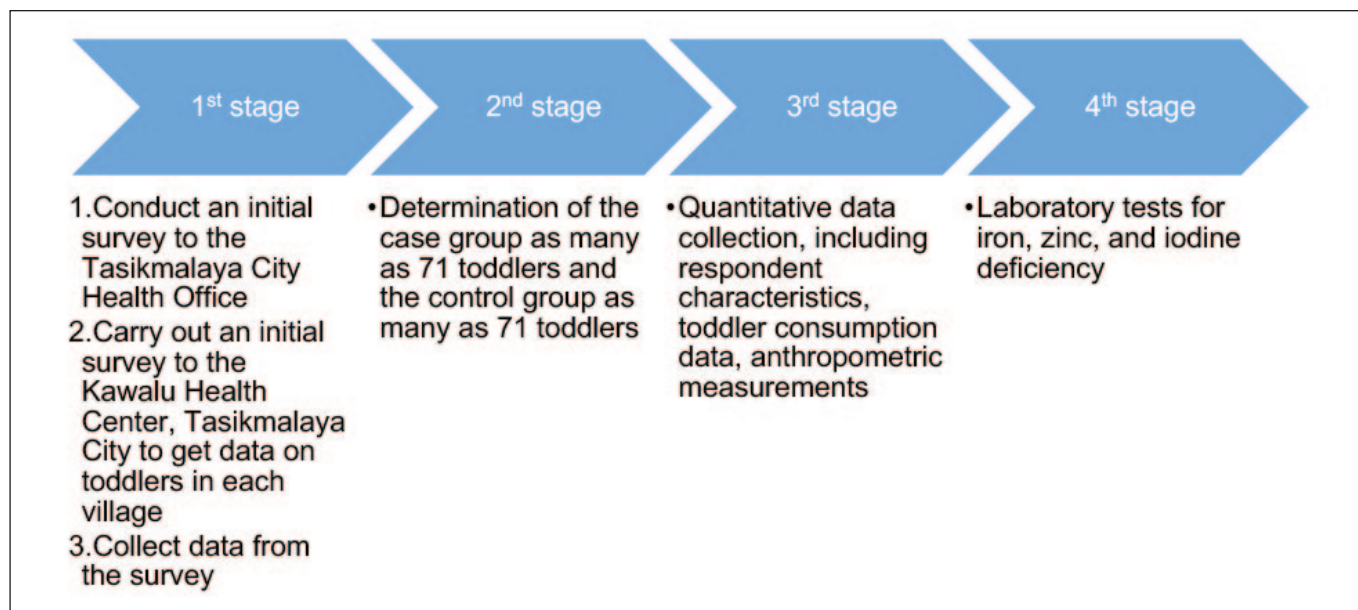 1st stage
2nd stage
3rd stage
4th stage
1.Conduct an initial
survey to the
Tasikmalaya City
Health Office
2.Carry out an initial
survey to the
Kawalu Health
Center, Tasikmalaya
City to get data on
toddlers in each
village
3.Collect data from
the survey
•Determination of the
case group as many
as 71 toddlers and
the control group as
many as 71 toddlers
•Quantitative data
collection, including
respondent
characteristics,
toddler consumption
data, anthropometric
measurements
•Laboratory tests for
iron, zinc, and iodine
deficiency